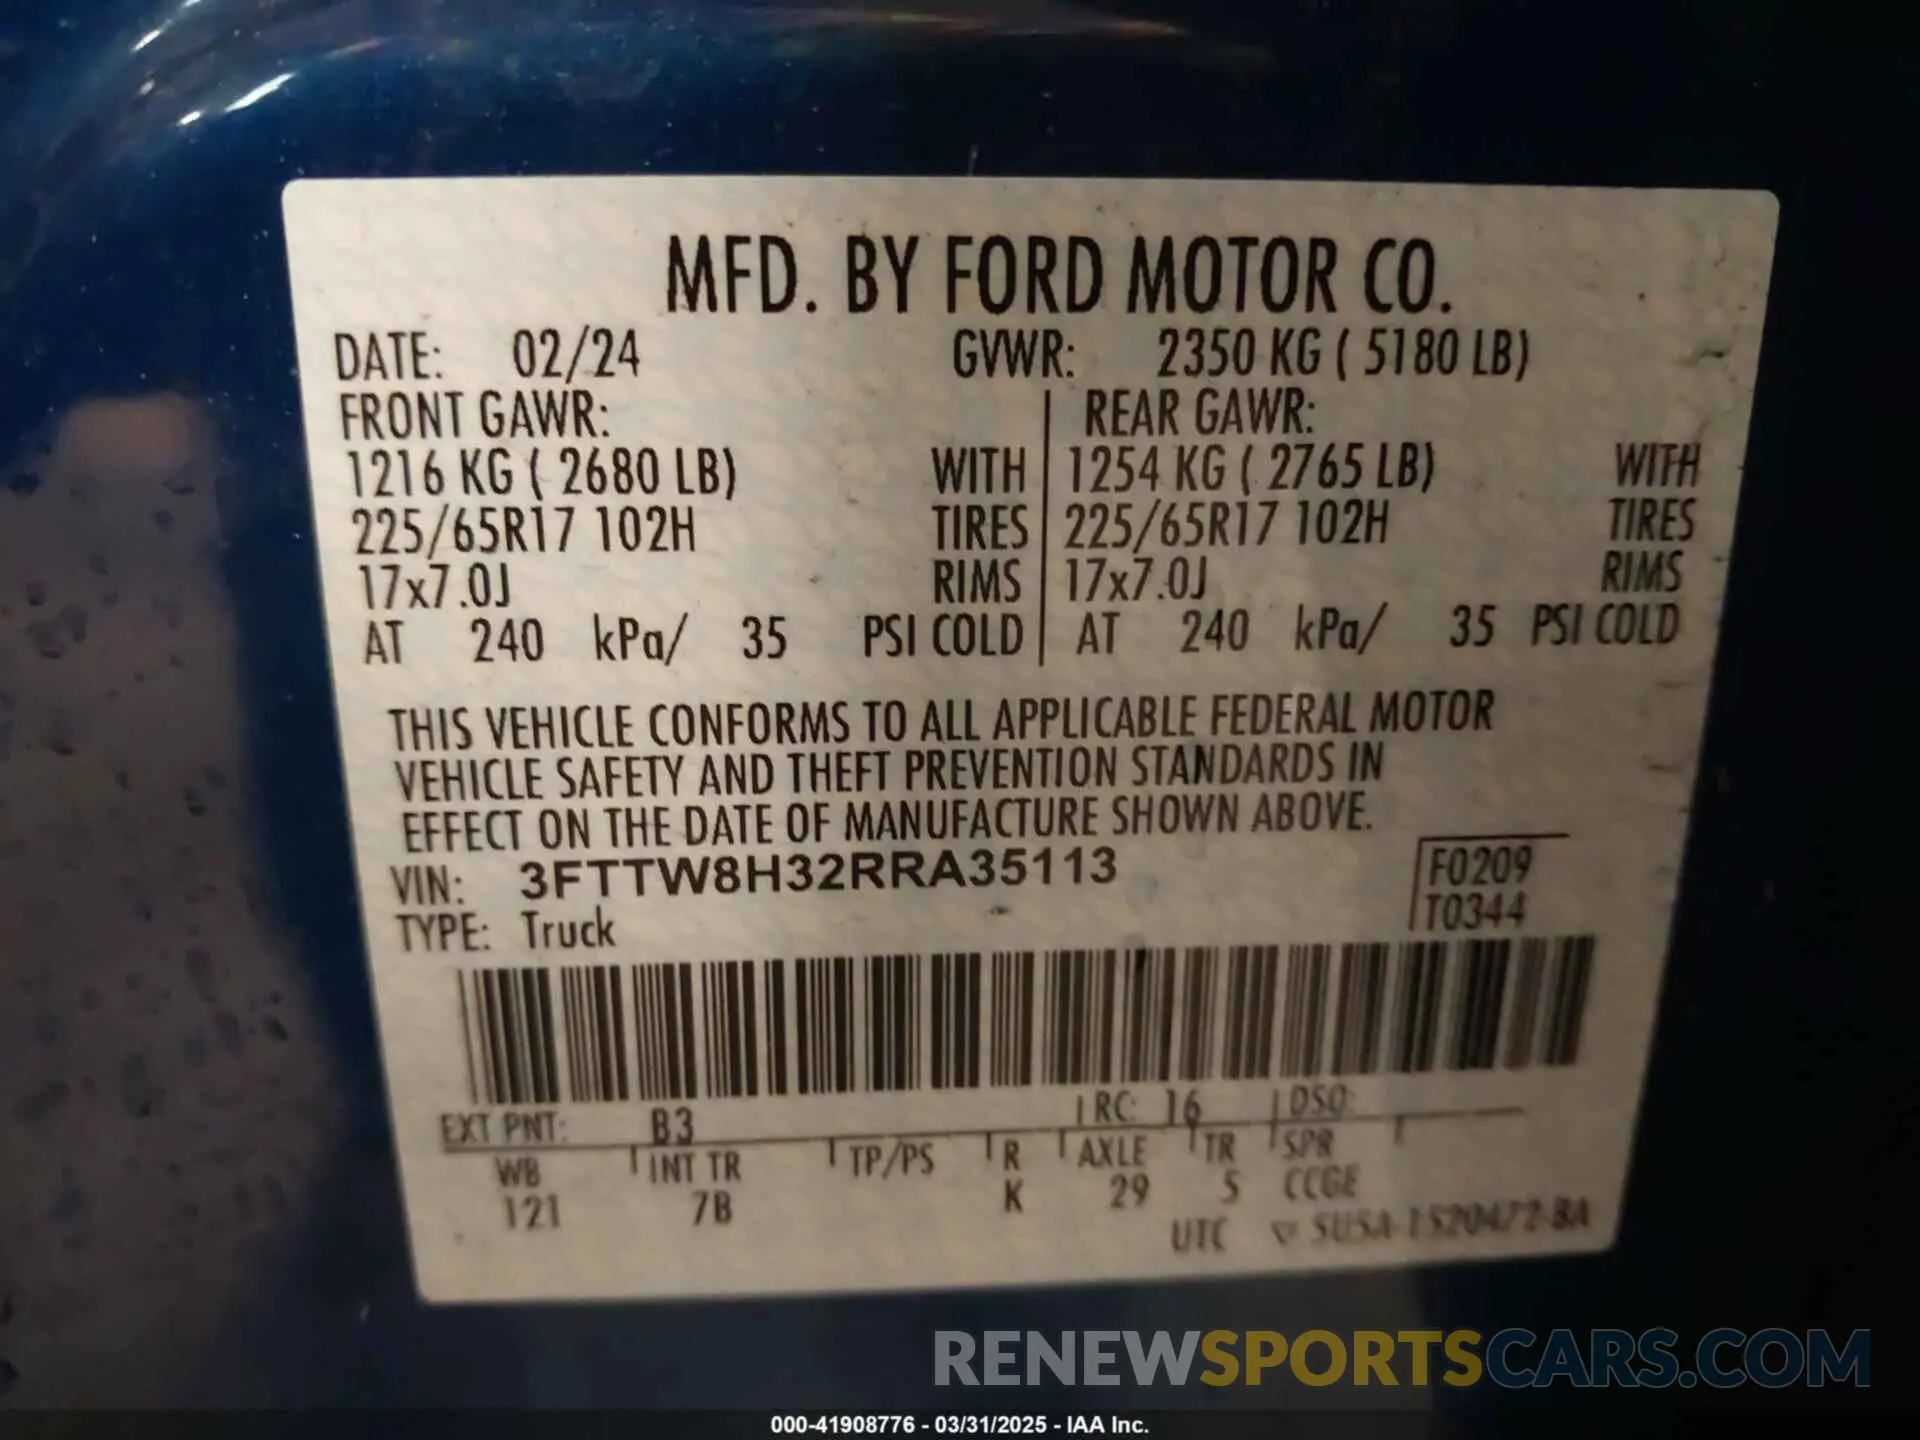 MFD. BY FORD MOTOR CO.
DATE: 02/24 GVWR: 2350 KG ( 5180 LB)
FRONT GAWR: REAR GAWR:
1216 KG ( 2680 LB) WITH 1254 KG ( 2765 LB) WITH
225/65R17 102H TIRES 225/65R17 102H TIRES
17x7.0J RIMS 17x7.0J RIMS
AT 240 kPa/ 35 PSI COLD AT 240 kPa/ 35 PSI COLD
THIS VEHICLE CONFORMS TO ALL APPLICABLE FEDERAL MOTOR
VEHICLE SAFETY AND THEFT PREVENTION STANDARDS IN
EFFECT ON THE DATE OF MANUFACTURE SHOWN ABOVE.
VIN: 3FTTW8H32RRA35113 F0209
TYPE: Truck T0344
EXT PNT: B3 RC: 16 DSO:
WB INT TR TP/PS R AXLE TR SPR
121 7B K 29 5 CCGE
UTC SUSA-1520472-BA
RENEWSPORTSCARS.COM
000-41908776 - 03/31/2025 - IAA Inc.